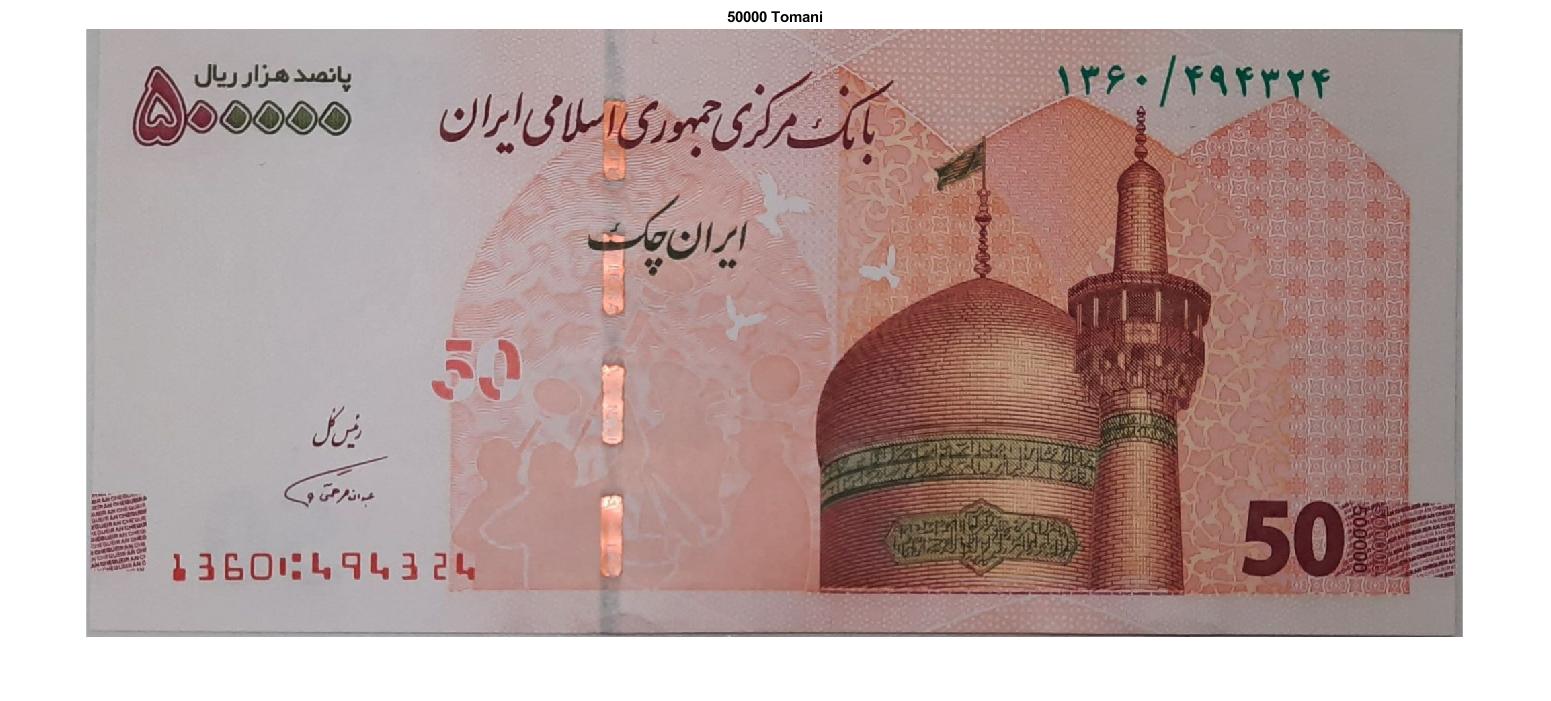 50000 Tomani
پانصد هزار ریال
۵۰۰۰۰۰
۱۳۶۰/۴۹۴۳۲۴
بانک مرکزی جمهوری اسلامی ایران
ایران چک
50
رئیس کل
1360:494324
50
500000